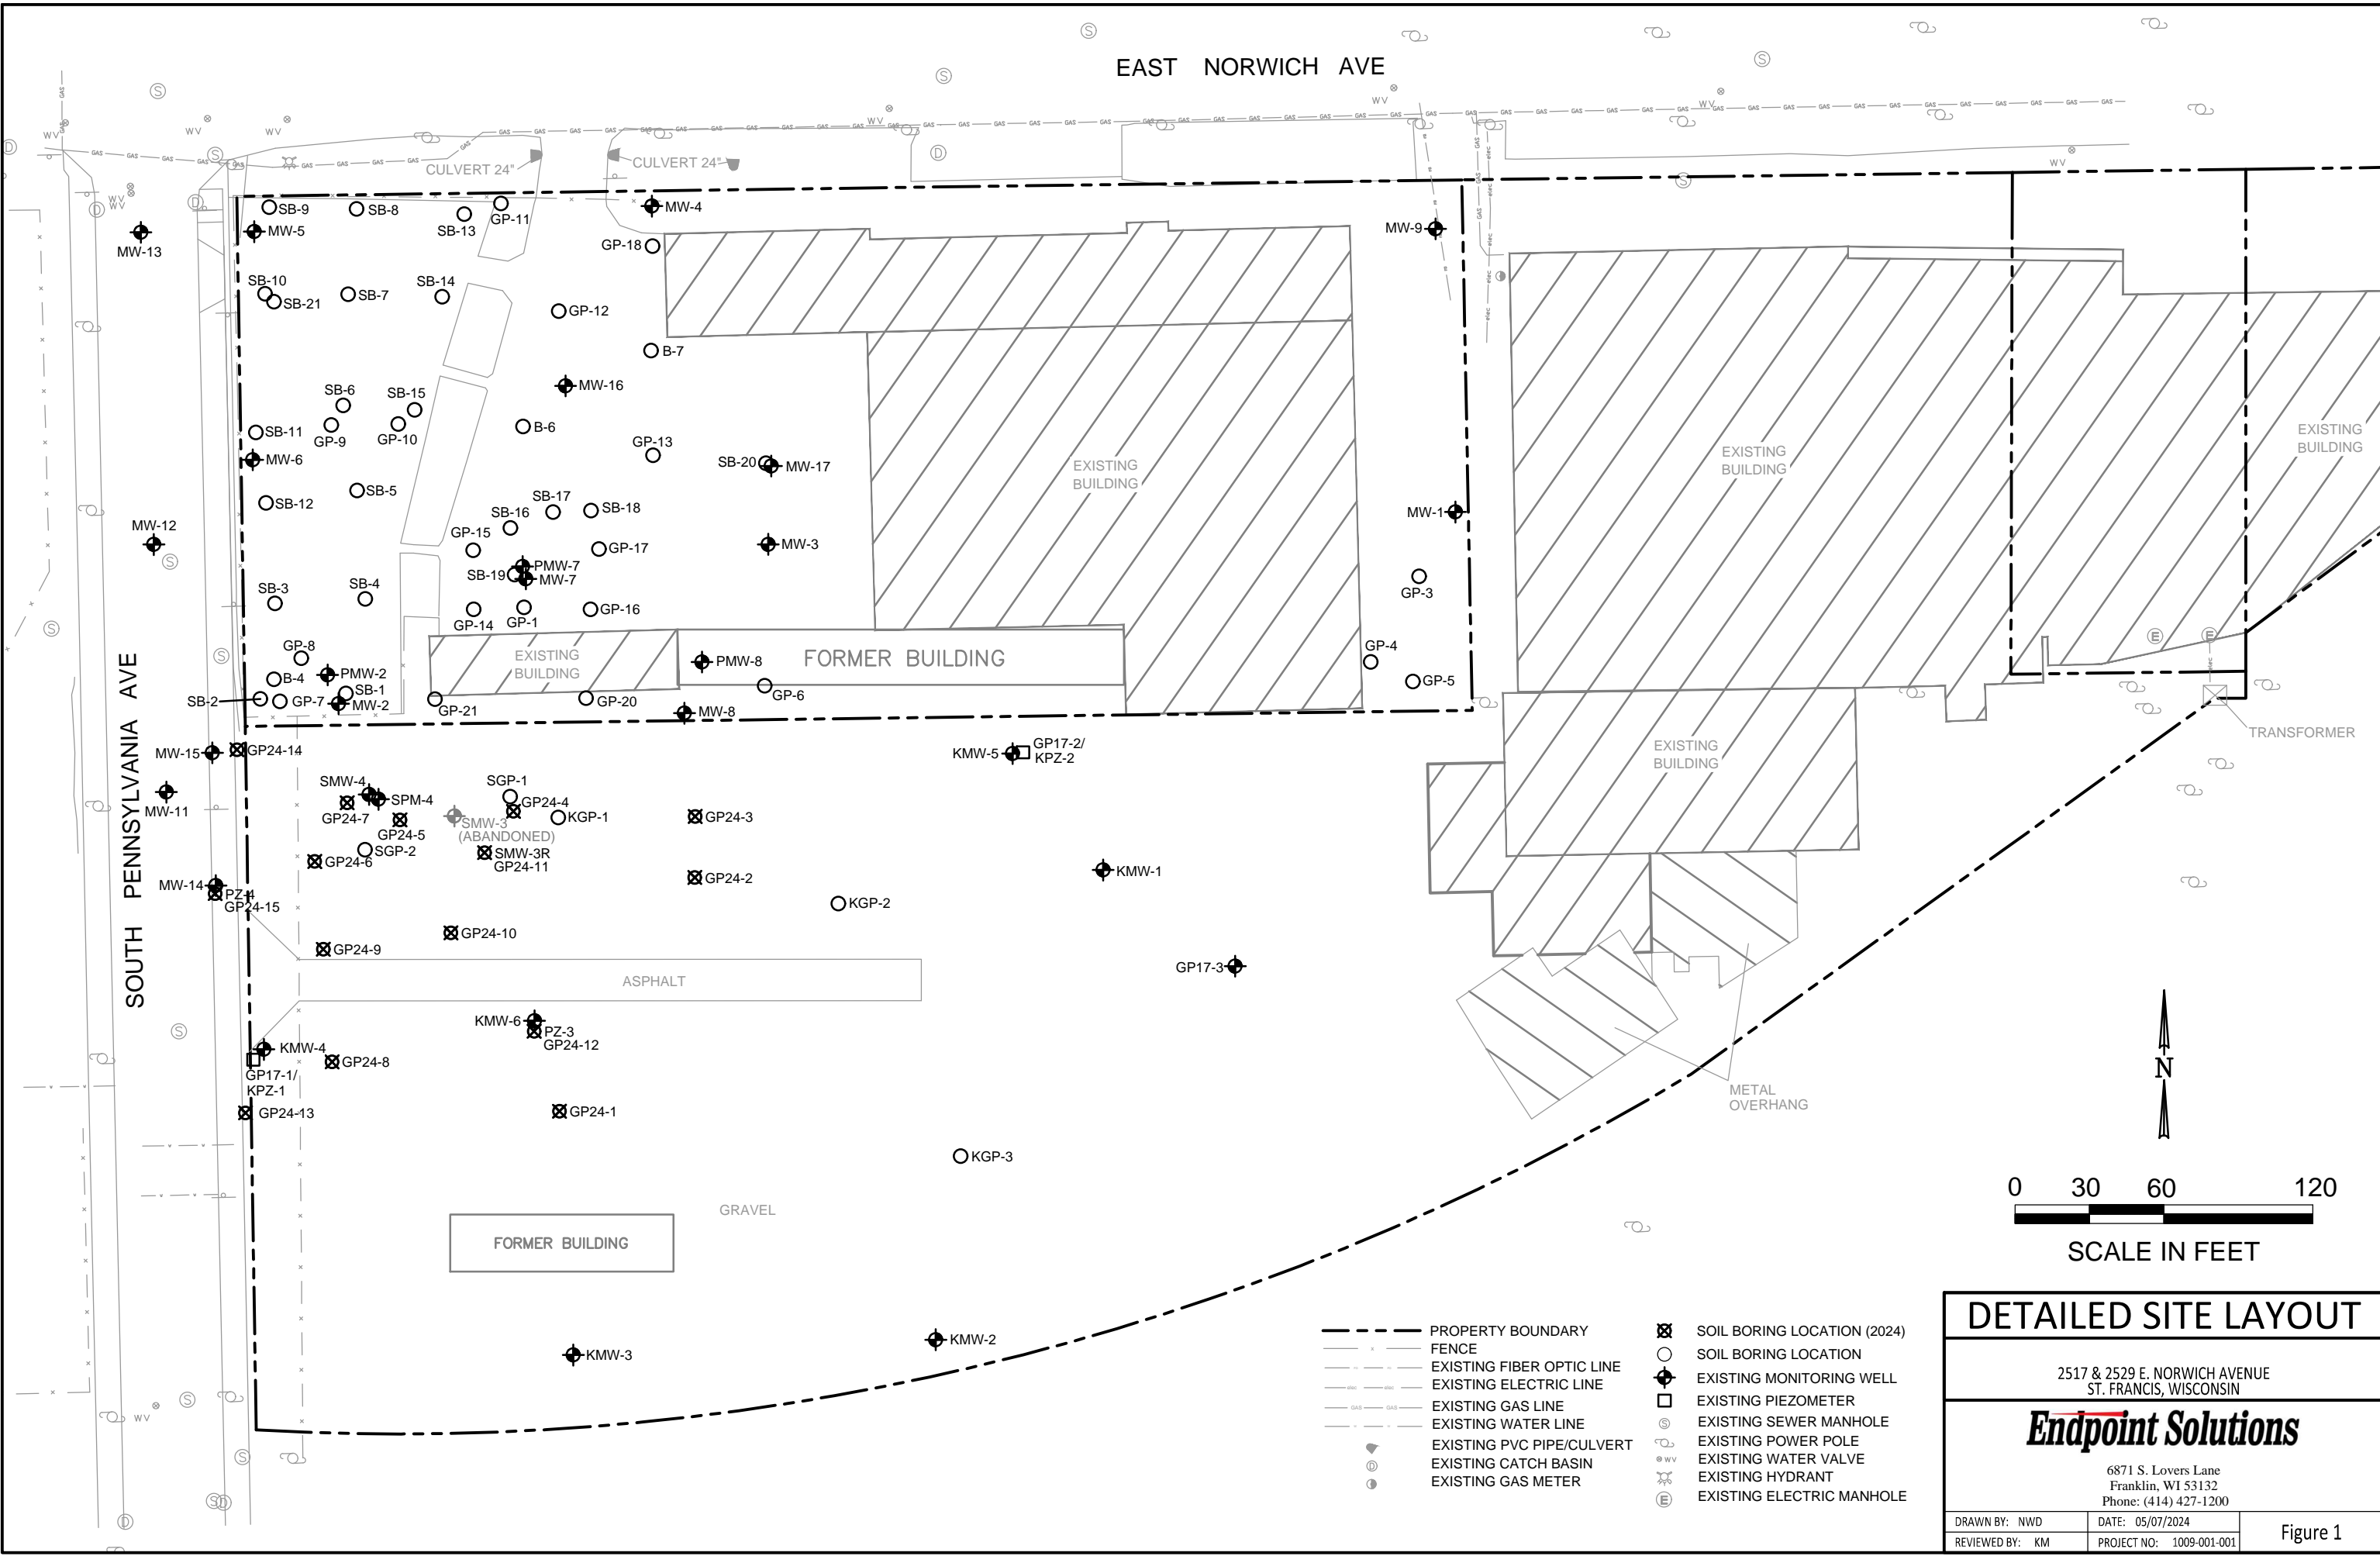 EAST NORWICH AVE
CULVERT 24"
CULVERT 24"
SB-9
SB-8
SB-13
GP-11
MW-4
MW-5
MW-13
GP-18
MW-9
SB-10
SB-21
SB-7
SB-14
GP-12
B-7
MW-16
SB-6
SB-15
SB-11
GP-9
GP-10
B-6
GP-13
MW-6
SB-20
MW-17
EXISTING
BUILDING
EXISTING
BUILDING
EXISTING
BUILDING
SB-12
SB-5
SB-17
SB-16
SB-18
MW-1
MW-12
GP-15
GP-17
MW-3
PMW-7
SB-19
MW-7
SB-3
SB-4
GP-14
GP-1
GP-16
GP-3
GP-8
PMW-2
B-4
SB-1
SB-2
GP-7
MW-2
EXISTING
BUILDING
PMW-8
FORMER BUILDING
GP-4
GP-5
GP-6
GP-21
GP-20
MW-8
SOUTH PENNSYLVANIA AVE
MW-15
GP24-14
KMW-5
GP17-2/
KPZ-2
EXISTING
BUILDING
TRANSFORMER
MW-11
SMW-4
SPM-4
GP24-7
GP24-5
SGP-1
GP24-4
KGP-1
SMW-3
(ABANDONED)
GP24-3
SGP-2
GP24-6
SMW-3R
GP24-11
GP24-2
KMW-1
MW-14
PZ-4
GP24-15
KGP-2
GP24-9
GP24-10
GP17-3
ASPHALT
KMW-6
PZ-3
GP24-12
KMW-4
GP24-8
GP17-1/
KPZ-1
GP24-13
GP24-1
METAL
OVERHANG
N
KGP-3
GRAVEL
FORMER BUILDING
KMW-3
KMW-2
0 30 60 120
SCALE IN FEET
PROPERTY BOUNDARY
FENCE
EXISTING FIBER OPTIC LINE
EXISTING ELECTRIC LINE
EXISTING GAS LINE
EXISTING WATER LINE
EXISTING PVC PIPE/CULVERT
EXISTING CATCH BASIN
EXISTING GAS METER
SOIL BORING LOCATION (2024)
SOIL BORING LOCATION
EXISTING MONITORING WELL
EXISTING PIEZOMETER
EXISTING SEWER MANHOLE
EXISTING POWER POLE
EXISTING WATER VALVE
EXISTING HYDRANT
EXISTING ELECTRIC MANHOLE
DETAILED SITE LAYOUT
2517 & 2529 E. NORWICH AVENUE
ST. FRANCIS, WISCONSIN
Endpoint Solutions
6871 S. Lovers Lane
Franklin, WI 53132
Phone: (414) 427-1200
DRAWN BY: NWD
DATE: 05/07/2024
REVIEWED BY: KM
PROJECT NO: 1009-001-001
Figure 1